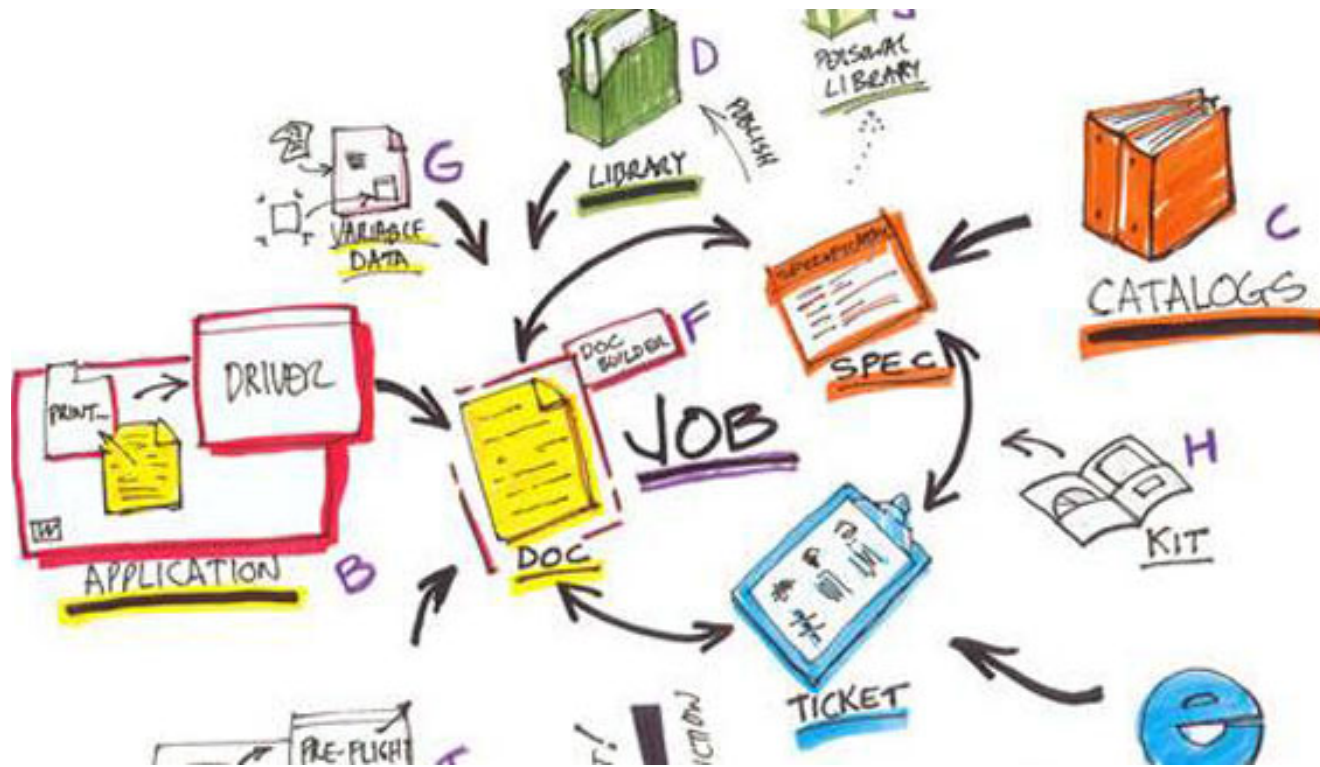 D
PERSONAL
LIBRARY
PUBLISH
LIBRARY
G
VARIABLE
DATA
C
CATALOGS
SPECIFICATION
SPEC
DOC
BUILDER
F
DRIVER
PRINT...
W
APPLICATION
B
JOB
DOC
H
KIT
TICKET
PRE-FLIGHT
e